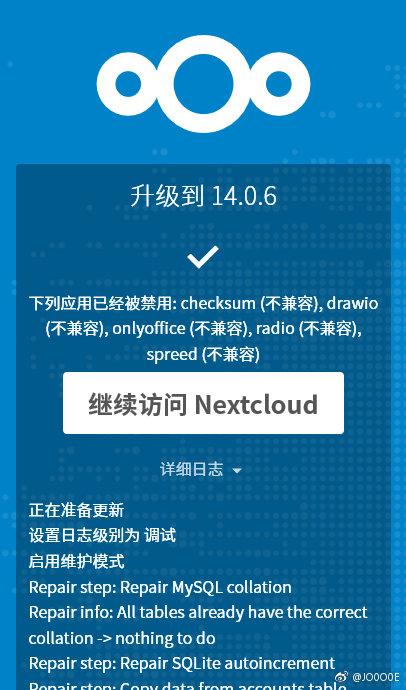 升级到 14.0.6
下列应用已经被禁用: checksum (不兼容), drawio
(不兼容), onlyoffice (不兼容), radio (不兼容),
spreed (不兼容)
继续访问 Nextcloud
详细日志
正在准备更新
设置日志级别为 调试
启用维护模式
Repair step: Repair MySQL collation
Repair info: All tables already have the correct
collation -> nothing to do
Repair step: Repair SQLite autoincrement
Repair step: Copy data from accounts table
@JO0O0E